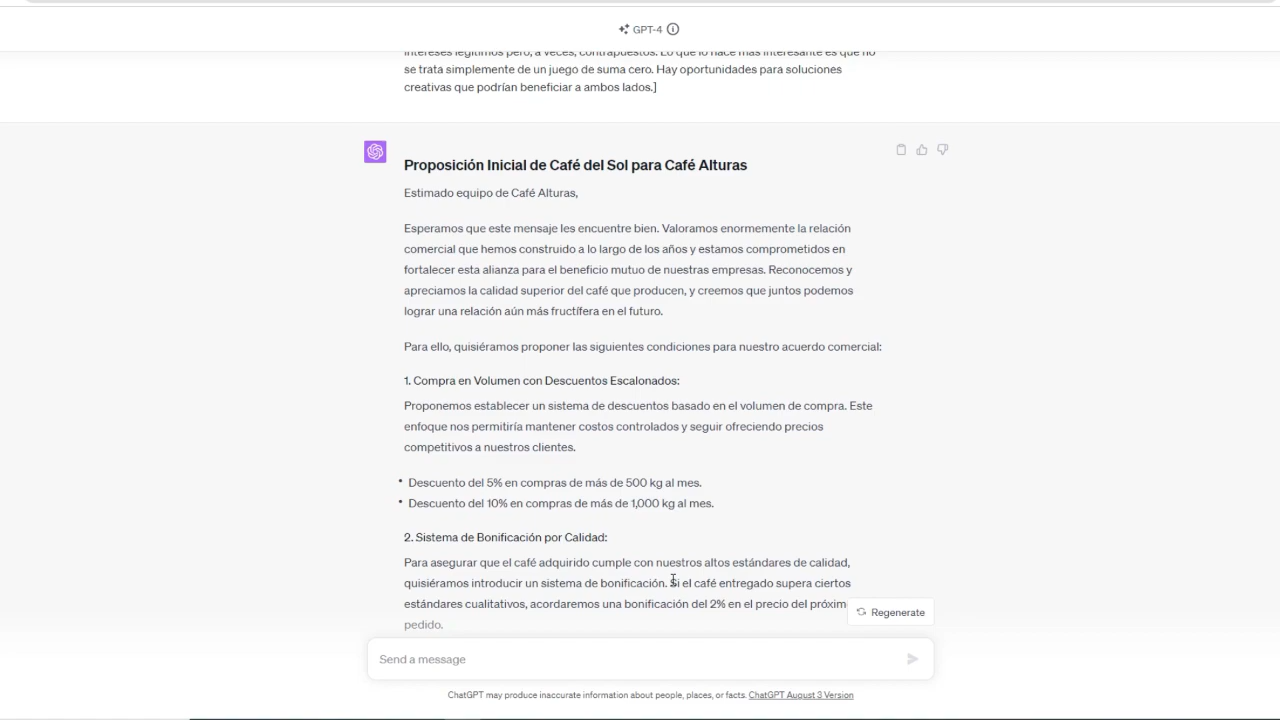 GPT-4
intereses legítimos pero, a veces, contrapuestos. Lo que lo hace más interesante es que no
se trata simplemente de un juego de suma cero. Hay oportunidades para soluciones
creativas que podrían beneficiar a ambos lados.]
Proposición Inicial de Café del Sol para Café Alturas
Estimado equipo de Café Alturas,
Esperamos que este mensaje les encuentre bien. Valoramos enormemente la relación
comercial que hemos construido a lo largo de los años y estamos comprometidos en
fortalecer esta alianza para el beneficio mutuo de nuestras empresas. Reconocemos y
apreciamos la calidad superior del café que producen, y creemos que juntos podemos
lograr una relación aún más fructífera en el futuro.
Para ello, quisiéramos proponer las siguientes condiciones para nuestro acuerdo comercial:
1. Compra en Volumen con Descuentos Escalonados:
Proponemos establecer un sistema de descuentos basado en el volumen de compra. Este
enfoque nos permitiría mantener costos controlados y seguir ofreciendo precios
competitivos a nuestros clientes.
• Descuento del 5% en compras de más de 500 kg al mes.
• Descuento del 10% en compras de más de 1,000 kg al mes.
2. Sistema de Bonificación por Calidad:
Para asegurar que el café adquirido cumple con nuestros altos estándares de calidad,
quisiéramos introducir un sistema de bonificación. Si el café entregado supera ciertos
estándares cualitativos, acordaremos una bonificación del 2% en el precio del próxim
pedido.
Regenerate
Send a message
ChatGPT may produce inaccurate information about people, places, or facts. ChatGPT August 3 Version